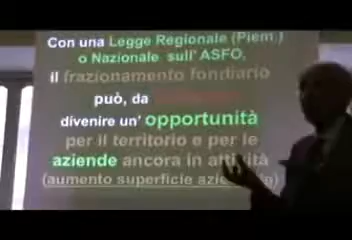 Con una Legge Regionale (Piem.)
o Nazionale sull'ASFO,
il frazionamento fondiario
può, da
divenire un' opportunità
per il territorio e per le
aziende ancora in attività
(aumento superficie